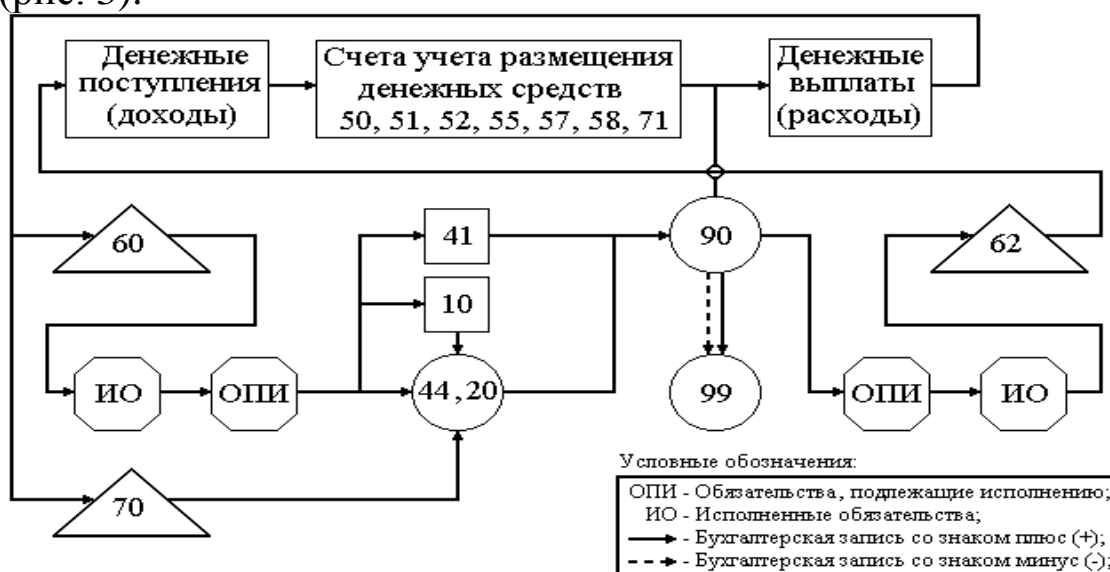 (рис. 3).
Денежные
поступления
(доходы)
Счета учета размещения
денежных средств
50, 51, 52, 55, 57, 58, 71
Денежные
выплаты
(расходы)
60
41
90
62
10
ИО
ОПИ
44,20
99
ОПИ
ИО
70
Условные обозначения:
ОПИ - Обязательства, подлежащие исполнению;
ИО - Исполненные обязательства;
- Бухгалтерская запись со знаком плюс (+);
- Бухгалтерская запись со знаком минус (-);